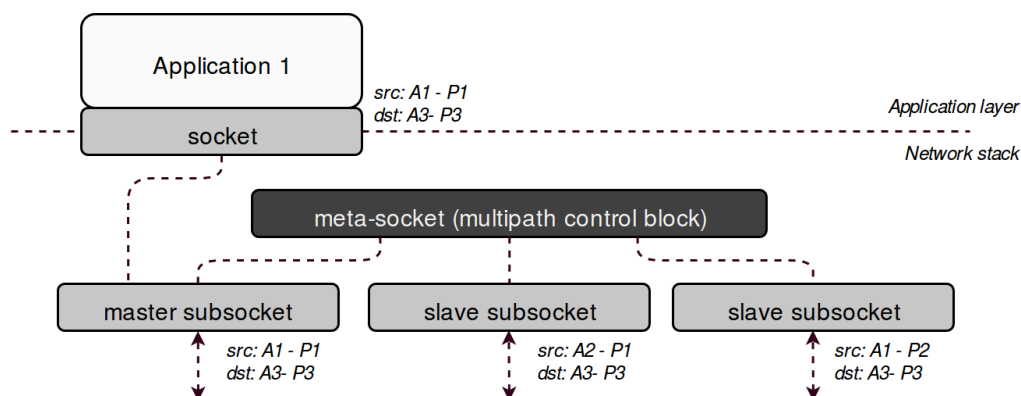 Application 1
src: A1 - P1
dst: A3- P3
Application layer
socket
Network stack
meta-socket (multipath control block)
master subsocket
slave subsocket
slave subsocket
src: A1 - P1
dst: A3- P3
src: A2 - P1
dst: A3- P3
src: A1 - P2
dst: A3- P3